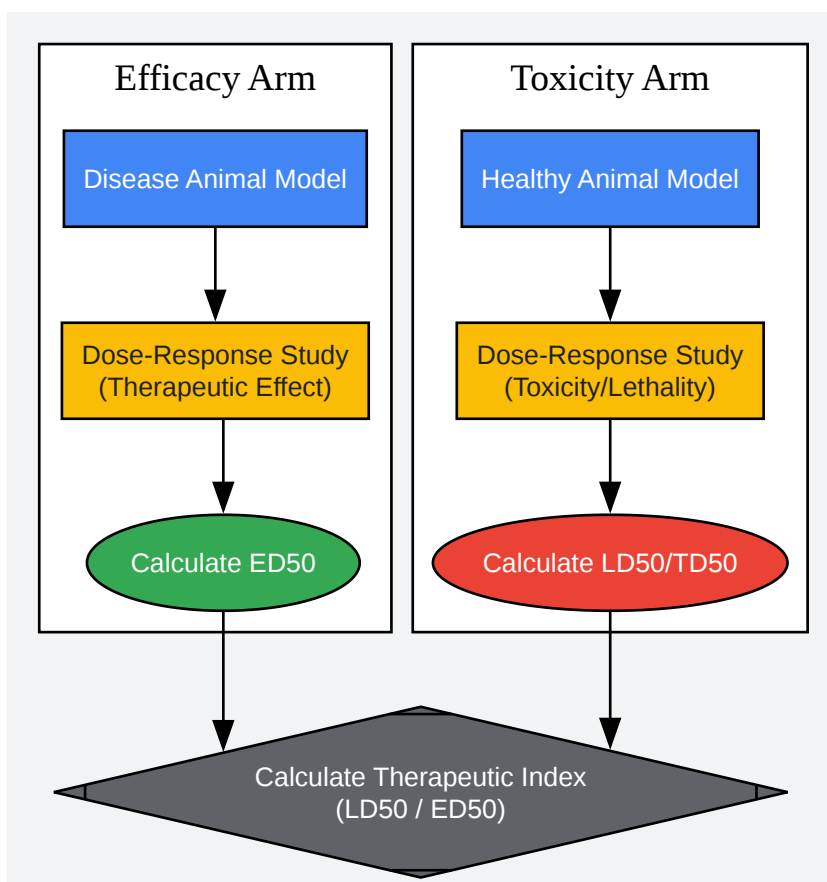 Efficacy Arm
Disease Animal Model
Dose-Response Study
(Therapeutic Effect)
Calculate ED50
Toxicity Arm
Healthy Animal Model
Dose-Response Study
(Toxicity/Lethality)
Calculate LD50/TD50
Calculate Therapeutic Index
(LD50 / ED50)